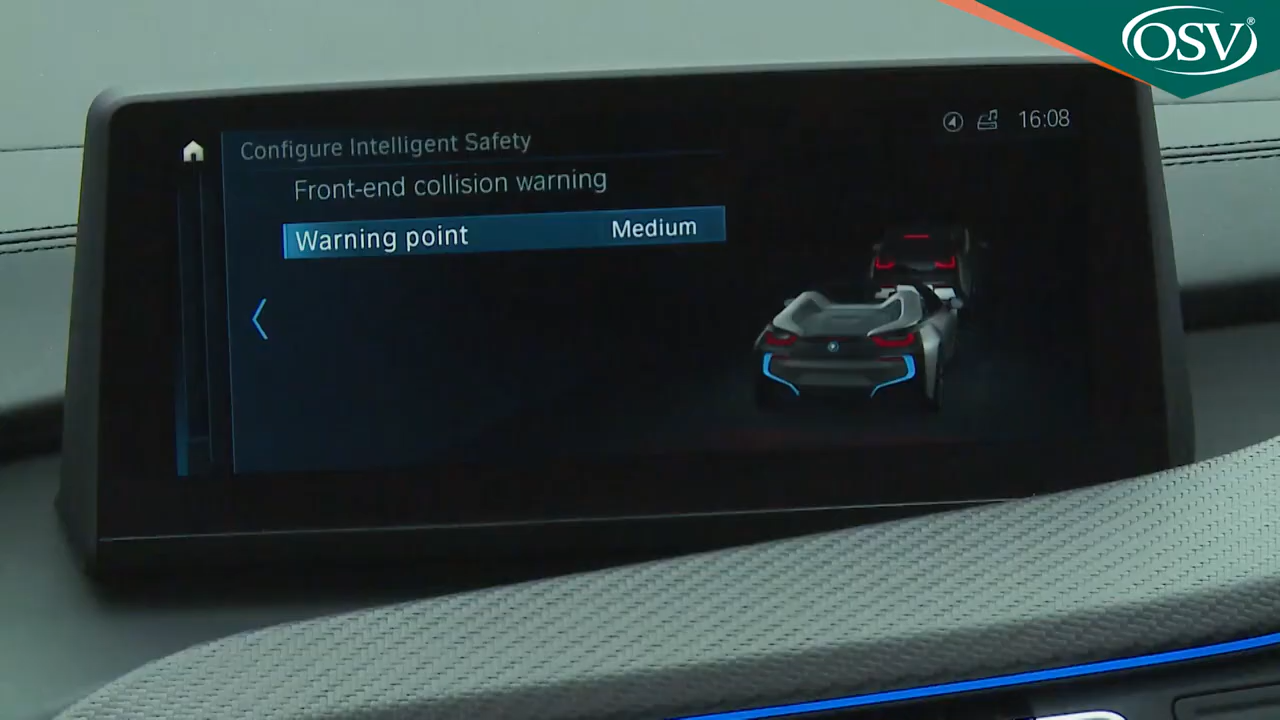 OSV®
Configure Intelligent Safety
16:08
Front-end collision warning
Warning point Medium